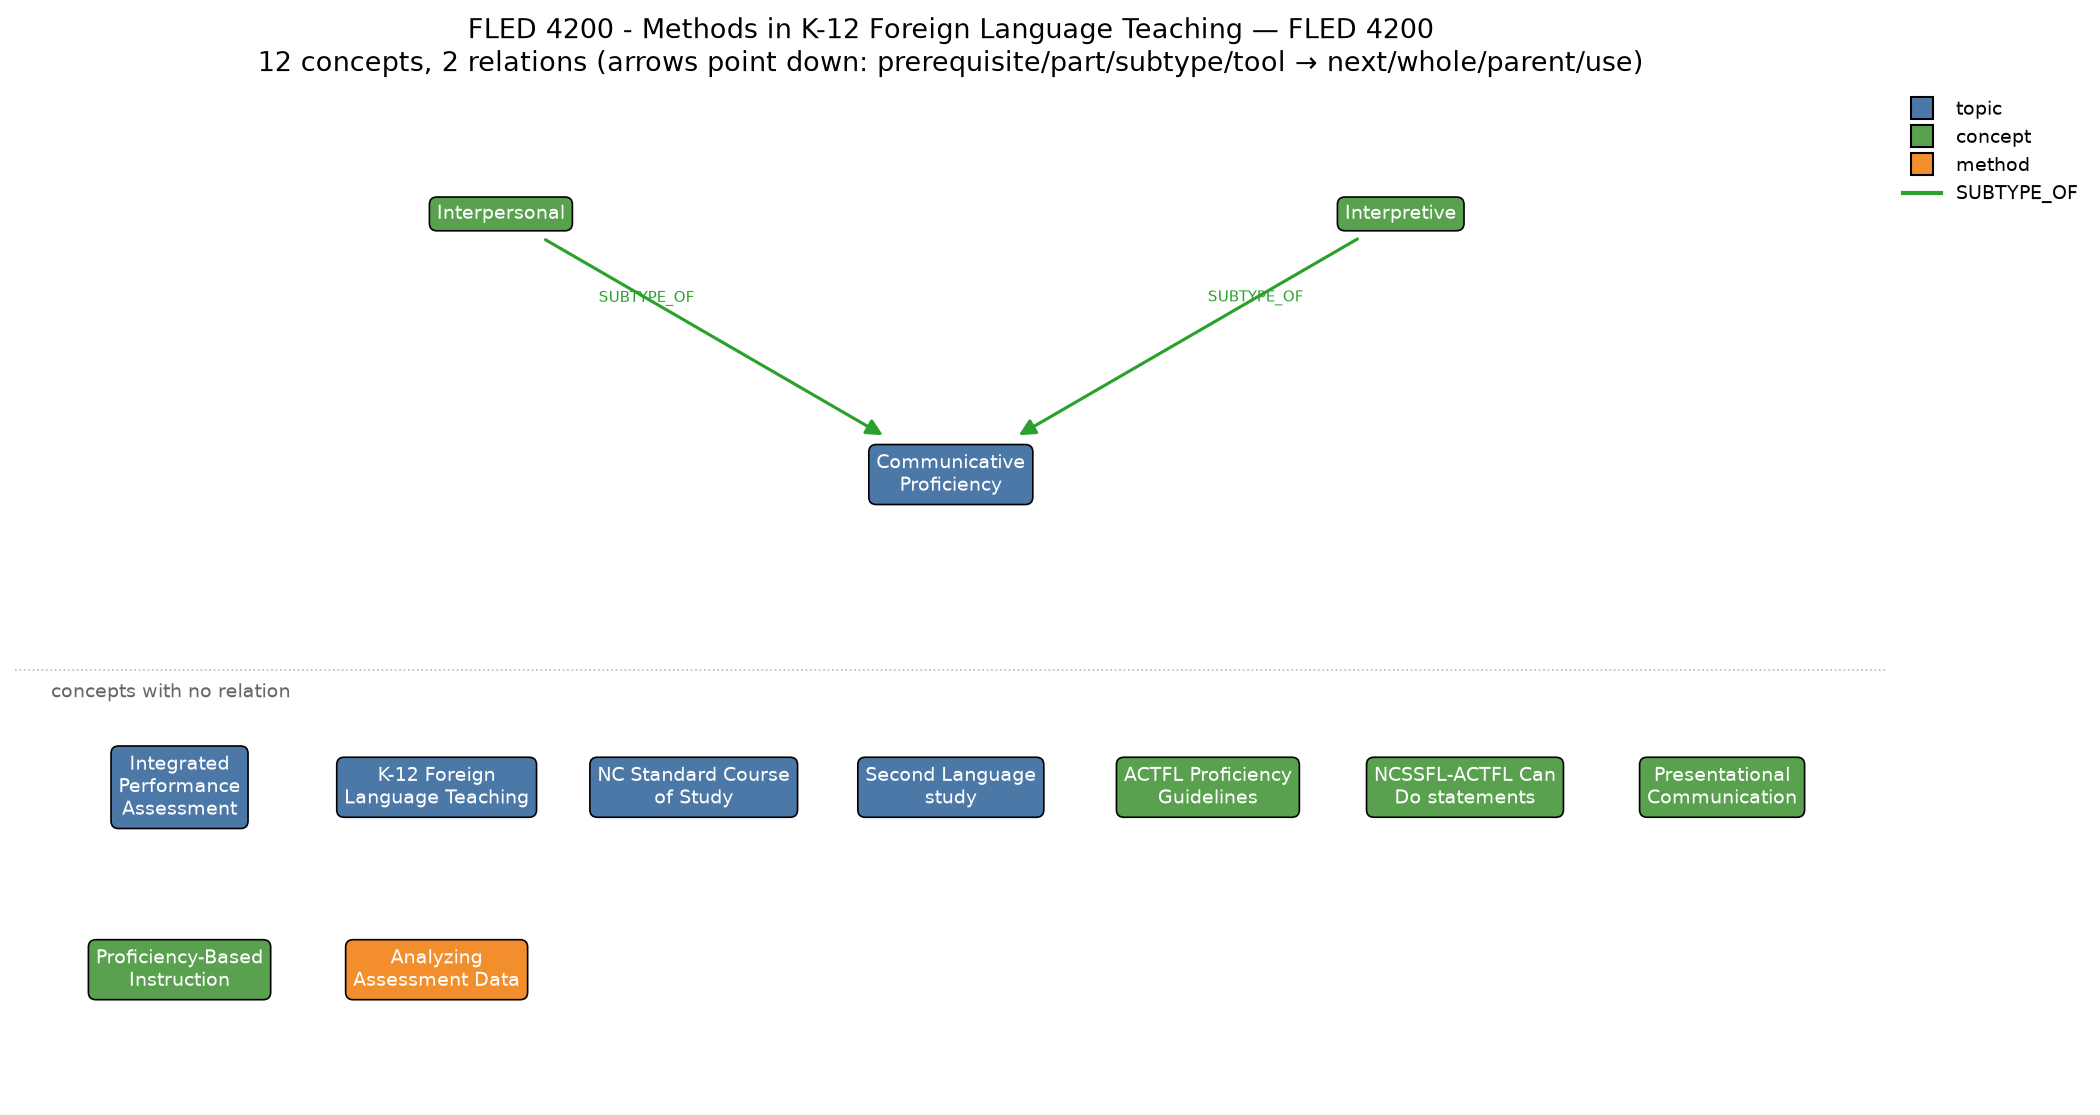 FLED 4200 - Methods in K-12 Foreign Language Teaching — FLED 4200
12 concepts, 2 relations (arrows point down: prerequisite/part/subtype/tool → next/whole/parent/use)
topic
concept
method
SUBTYPE_OF
Interpersonal
Interpretive
SUBTYPE_OF
SUBTYPE_OF
Communicative
Proficiency
concepts with no relation
Integrated
Performance
Assessment
K-12 Foreign
Language Teaching
NC Standard Course
of Study
Second Language
study
ACTFL Proficiency
Guidelines
NCSSFL-ACTFL Can
Do statements
Presentational
Communication
Proficiency-Based
Instruction
Analyzing
Assessment Data